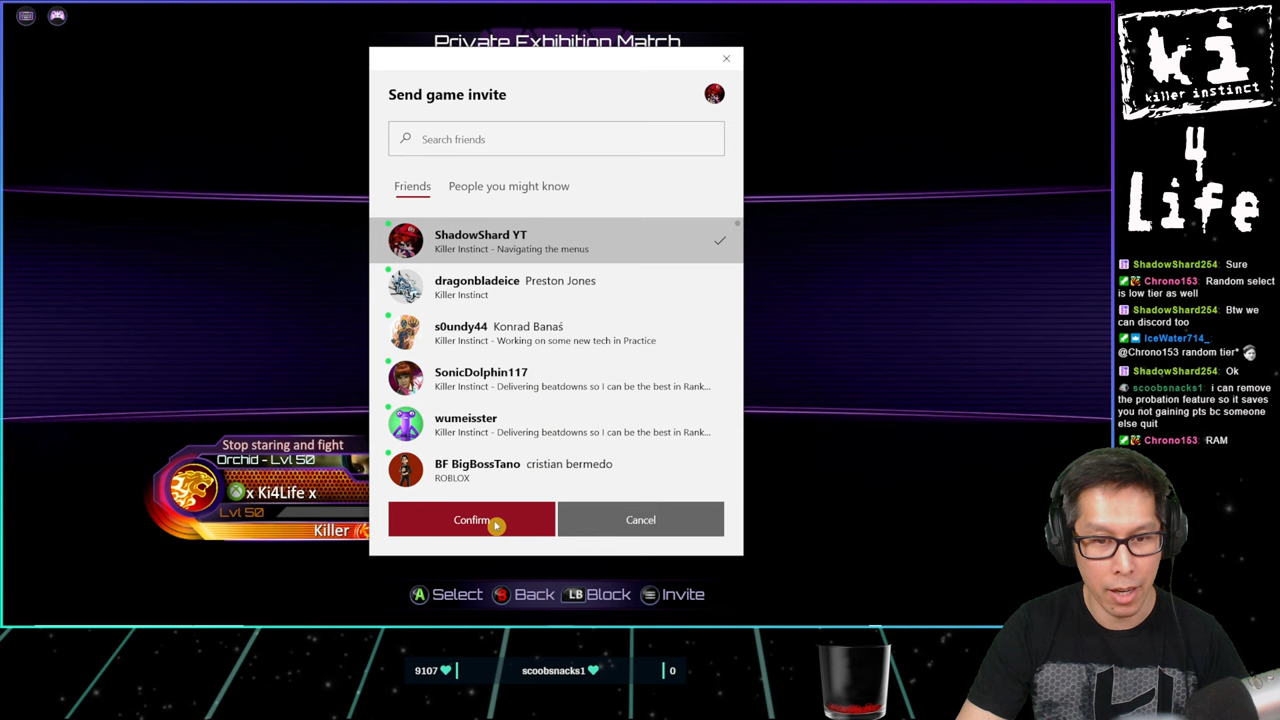 Private Exhibition Match
Send game invite
Search friends
Friends People you might know
ShadowShard YT
Killer Instinct - Navigating the menus
dragonbladeice Preston Jones
Killer Instinct
s0undy44 Konrad Banaś
Killer Instinct - Working on some new tech in Practice
SonicDolphin117
Killer Instinct - Delivering beatdowns so I can be the best in Rank...
wumeisster
Killer Instinct - Delivering beatdowns so I can be the best in Rank...
BF BigBossTano cristian bermedo
ROBLOX
Confirm Cancel
Stop staring and fight
Orchid - Lvl 50
x Ki4Life x
Lvl 50
Killer
A Select B Back LB Block Invite
9107 scoobsnacks1 0
ki
killer instinct
4
Life
ShadowShard254: Sure
Chrono153: Random select
is low tier as well
ShadowShard254: Btw we
can discord too
IceWater714_:
@Chrono153 random tier*
ShadowShard254: Ok
scoobsnacks1: i can remove
the probation feature so it saves
you not gaining pts bc someone
else quit
Chrono153: RAM